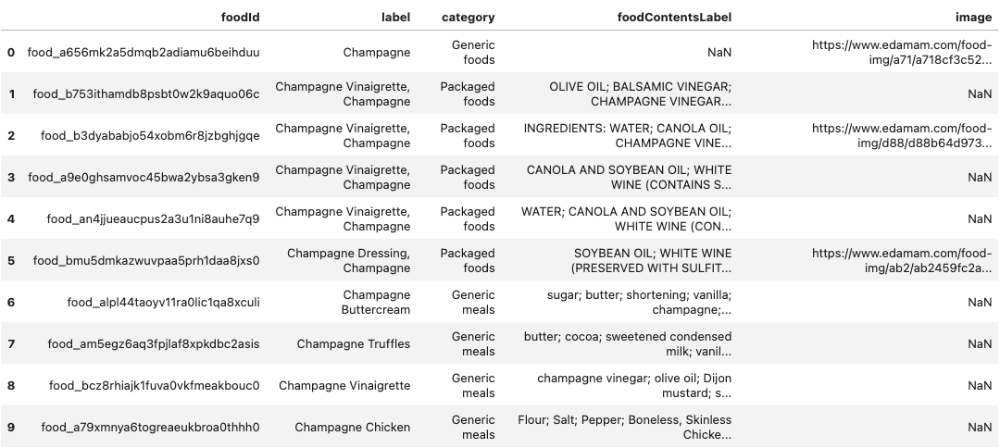 foodId label category foodContentsLabel image
0 food_a656mk2a5dmqb2adiamu6beihduu Champagne Generic foods NaN https://www.edamam.com/food-img/a71/a718cf3c52...
1 food_b753ithamdb8psbt0w2k9aquo06c Champagne Vinaigrette, Champagne Packaged foods OLIVE OIL; BALSAMIC VINEGAR; CHAMPAGNE VINEGAR... NaN
2 food_b3dyababjo54xobm6r8jzbghjgqe Champagne Vinaigrette, Champagne Packaged foods INGREDIENTS: WATER; CANOLA OIL; CHAMPAGNE VINE... https://www.edamam.com/food-img/d88/d88b64d973...
3 food_a9e0ghsamvoc45bwa2ybsa3gken9 Champagne Vinaigrette, Champagne Packaged foods CANOLA AND SOYBEAN OIL; WHITE WINE (CONTAINS S... NaN
4 food_an4jjueaucpus2a3u1ni8auhe7q9 Champagne Vinaigrette, Champagne Packaged foods WATER; CANOLA AND SOYBEAN OIL; WHITE WINE (CON... NaN
5 food_bmu5dmkazwuvpaa5prh1daa8jxs0 Champagne Dressing, Champagne Packaged foods SOYBEAN OIL; WHITE WINE (PRESERVED WITH SULFIT... https://www.edamam.com/food-img/ab2/ab2459fc2a...
6 food_alpl44taoyv11ra0lic1qa8xculi Champagne Buttercream Generic meals sugar; butter; shortening; vanilla; champagne;... NaN
7 food_am5egz6aq3fpjlaf8xpkdbc2asis Champagne Truffles Generic meals butter; cocoa; sweetened condensed milk; vanil... NaN
8 food_bcz8rhiajk1fuva0vkfmeakbouc0 Champagne Vinaigrette Generic meals champagne vinegar; olive oil; Dijon mustard; s... NaN
9 food_a79xmnya6togreaeukbroa0thhh0 Champagne Chicken Generic meals Flour; Salt; Pepper; Boneless, Skinless Chicke... NaN